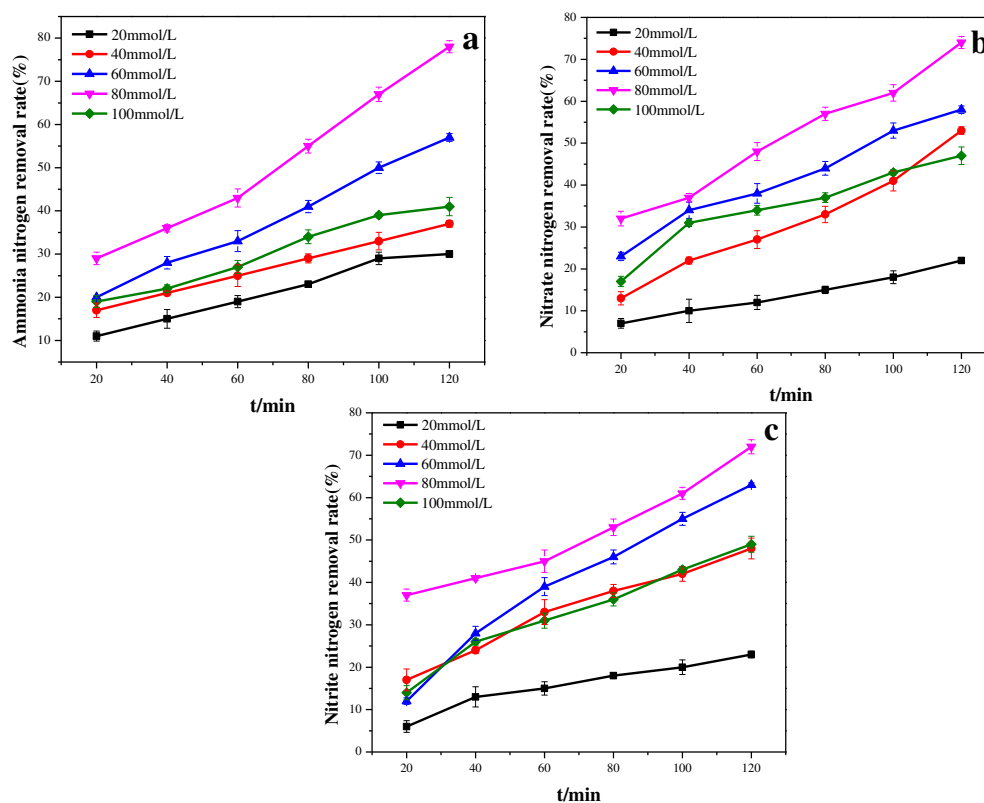 a
20mmol/L
40mmol/L
60mmol/L
80mmol/L
100mmol/L
Ammonia nitrogen removal rate(%)
80
70
60
50
40
30
20
10
20 40 60 80 100 120
t/min
b
20mmol/L
40mmol/L
60mmol/L
80mmol/L
100mmol/L
Nitrate nitrogen removal rate(%)
80
70
60
50
40
30
20
10
0
20 40 60 80 100 120
t/min
c
20mmol/L
40mmol/L
60mmol/L
80mmol/L
100mmol/L
Nitrite nitrogen removal rate(%)
80
70
60
50
40
30
20
10
0
20 40 60 80 100 120
t/min